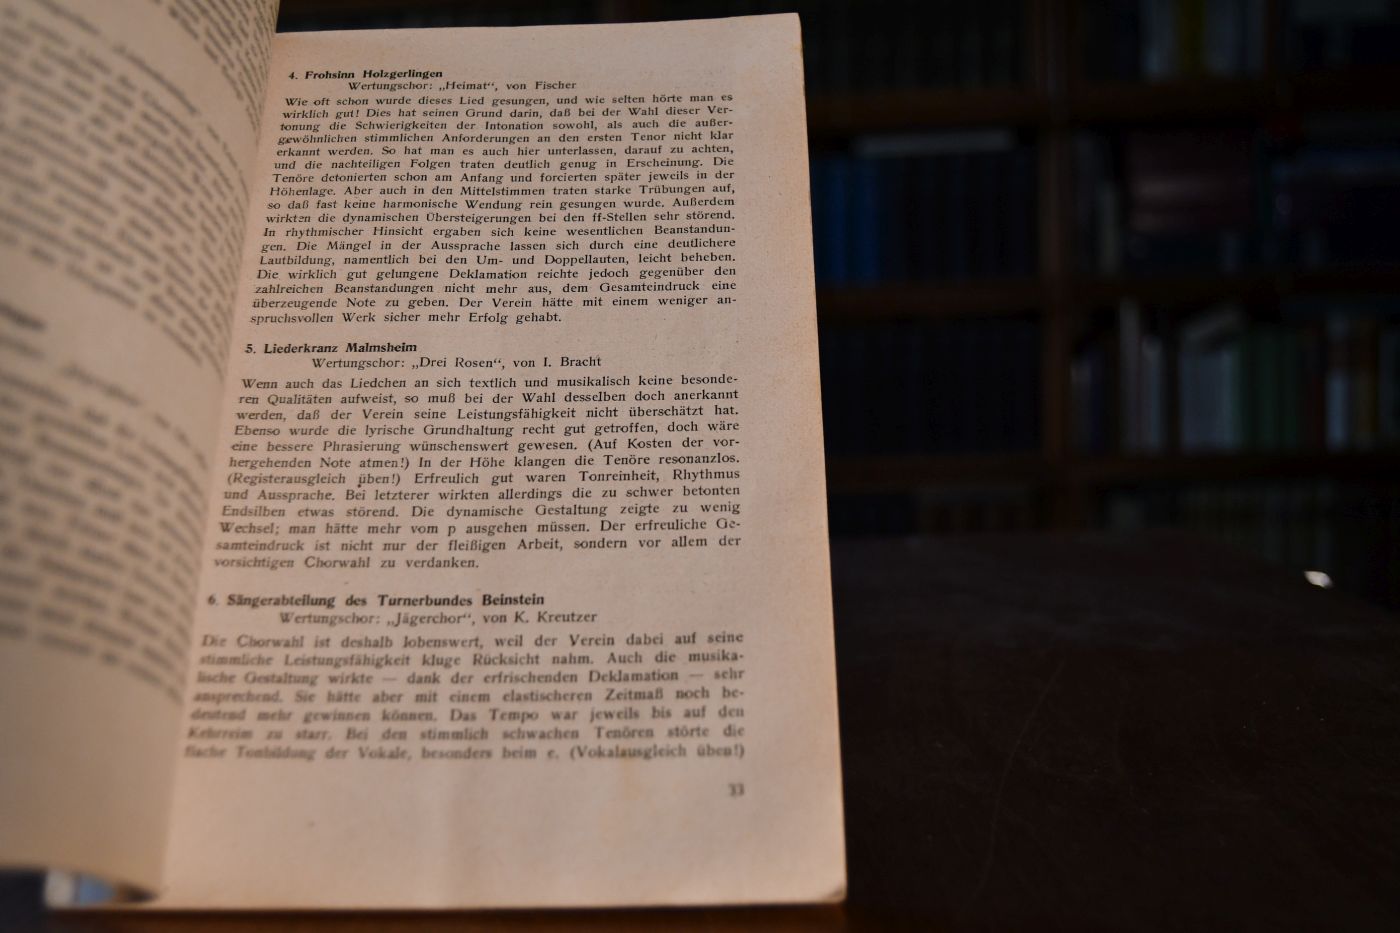 4. Frohsinn Holzgerlingen
Wertungschor: „Heimat“, von Fischer
Wie oft schon wurde dieses Lied gesungen, und wie selten hörte man es
wirklich gut! Dies hat seinen Grund darin, daß bei der Wahl dieser Ver-
tonung die Schwierigkeiten der Intonation sowohl, als auch die außer-
gewöhnlichen stimmlichen Anforderungen an den ersten Tenor nicht klar
erkannt werden. So hat man es auch hier unterlassen, darauf zu achten,
und die nachteiligen Folgen traten deutlich genug in Erscheinung. Die
Tenöre detonierten schon am Anfang und forcierten später jeweils in der
Höhenlage. Aber auch in den Mittelstimmen traten starke Trübungen auf,
so daß fast keine harmonische Wendung rein gesungen wurde. Außerdem
wirkten die dynamischen Übersteigerungen bei den ff-Stellen sehr störend.
In rhythmischer Hinsicht ergaben sich keine wesentlichen Beanstandun-
gen. Die Mängel in der Aussprache lassen sich durch eine deutlichere
Lautbildung, namentlich bei den Um- und Doppellauten, leicht beheben.
Die wirklich gut gelungene Deklamation reichte jedoch gegenüber den
zahlreichen Beanstandungen nicht mehr aus, dem Gesamteindruck eine
überzeugende Note zu geben. Der Verein hätte mit einem weniger an-
spruchsvollen Werk sicher mehr Erfolg gehabt.
5. Liederkranz Malmsheim
Wertungschor: „Drei Rosen“, von I. Bracht
Wenn auch das Liedchen an sich textlich und musikalisch keine besonde-
ren Qualitäten aufweist, so muß bei der Wahl desselben doch anerkannt
werden, daß der Verein seine Leistungsfähigkeit nicht überschätzt hat.
Ebenso wurde die lyrische Grundhaltung recht gut getroffen, doch wäre
eine bessere Phrasierung wünschenswert gewesen. (Auf Kosten der vor-
hergehenden Note atmen!) In der Höhe klangen die Tenöre resonanzlos.
(Registerausgleich üben!) Erfreulich gut waren Tonreinheit, Rhythmus
und Aussprache. Bei letzterer wirkten allerdings die zu schwer betonten
Endsilben etwas störend. Die dynamische Gestaltung zeigte zu wenig
Wechsel; man hätte mehr vom p ausgehen müssen. Der erfreuliche Ge-
samteindruck ist nicht nur der fleißigen Arbeit, sondern vor allem der
vorsichtigen Chorwahl zu verdanken.
6. Sängerabteilung des Turnerbundes Beinstein
Wertungschor: „Jägerchor“, von K. Kreutzer
Die Chorwahl ist deshalb lobenswert, weil der Verein dabei auf seine
stimmliche Leistungsfähigkeit kluge Rücksicht nahm. Auch die musika-
lische Gestaltung wirkte — dank der erfrischenden Deklamation — sehr
ansprechend. Sie hätte aber mit einem elastischeren Zeitmaß noch be-
deutend mehr gewinnen können. Das Tempo war jeweils bis auf den
Kehrreim zu starr. Bei den stimmlich schwachen Tenören störte die
flache Tonbildung der Vokale, besonders beim e. (Vokalausgleich üben!)
33